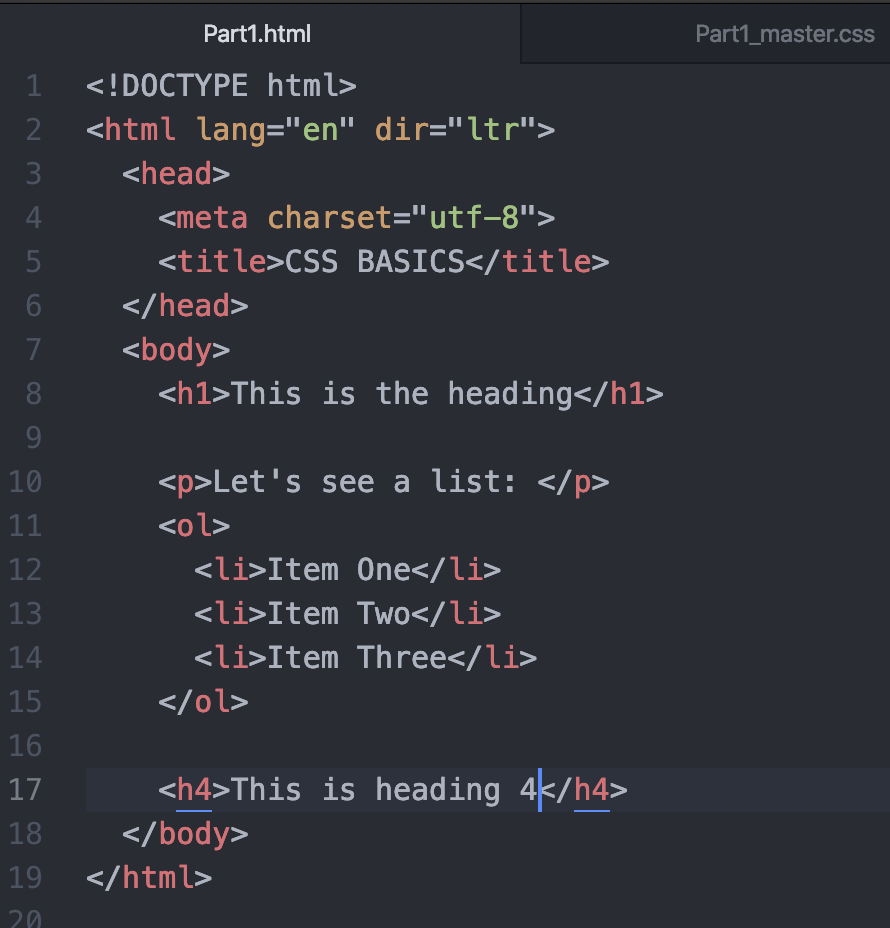 Part1.html Part1_master.css
1 <!DOCTYPE html>
2 <html lang="en" dir="ltr">
3   <head>
4     <meta charset="utf-8">
5     <title>CSS BASICS</title>
6   </head>
7   <body>
8     <h1>This is the heading</h1>
9
10     <p>Let's see a list: </p>
11     <ol>
12       <li>Item One</li>
13       <li>Item Two</li>
14       <li>Item Three</li>
15     </ol>
16
17     <h4>This is heading 4</h4>
18   </body>
19 </html>
20